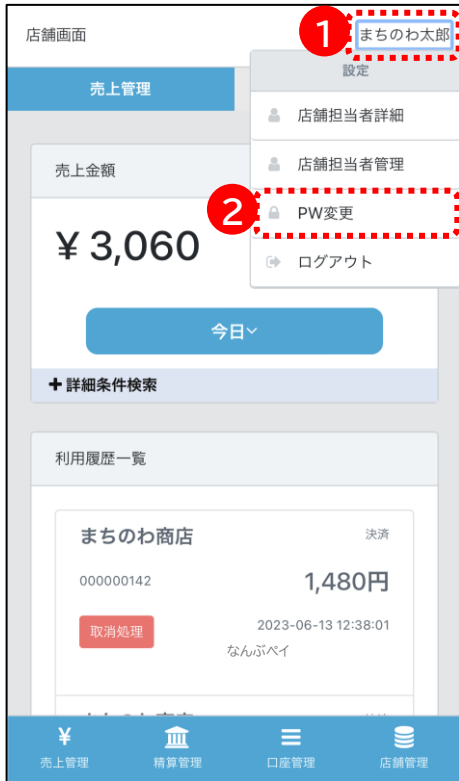 店舗画面
1
まちのわ太郎
売上管理
設定
店舗担当者詳細
店舗担当者管理
2
PW変更
ログアウト
売上金額
¥ 3,060
今日
+詳細条件検索
利用履歴一覧
まちのわ商店
決済
000000142
1,480円
取消処理
2023-06-13 12:38:01
なんぶペイ
¥
売上管理
精算管理
口座管理
店舗管理